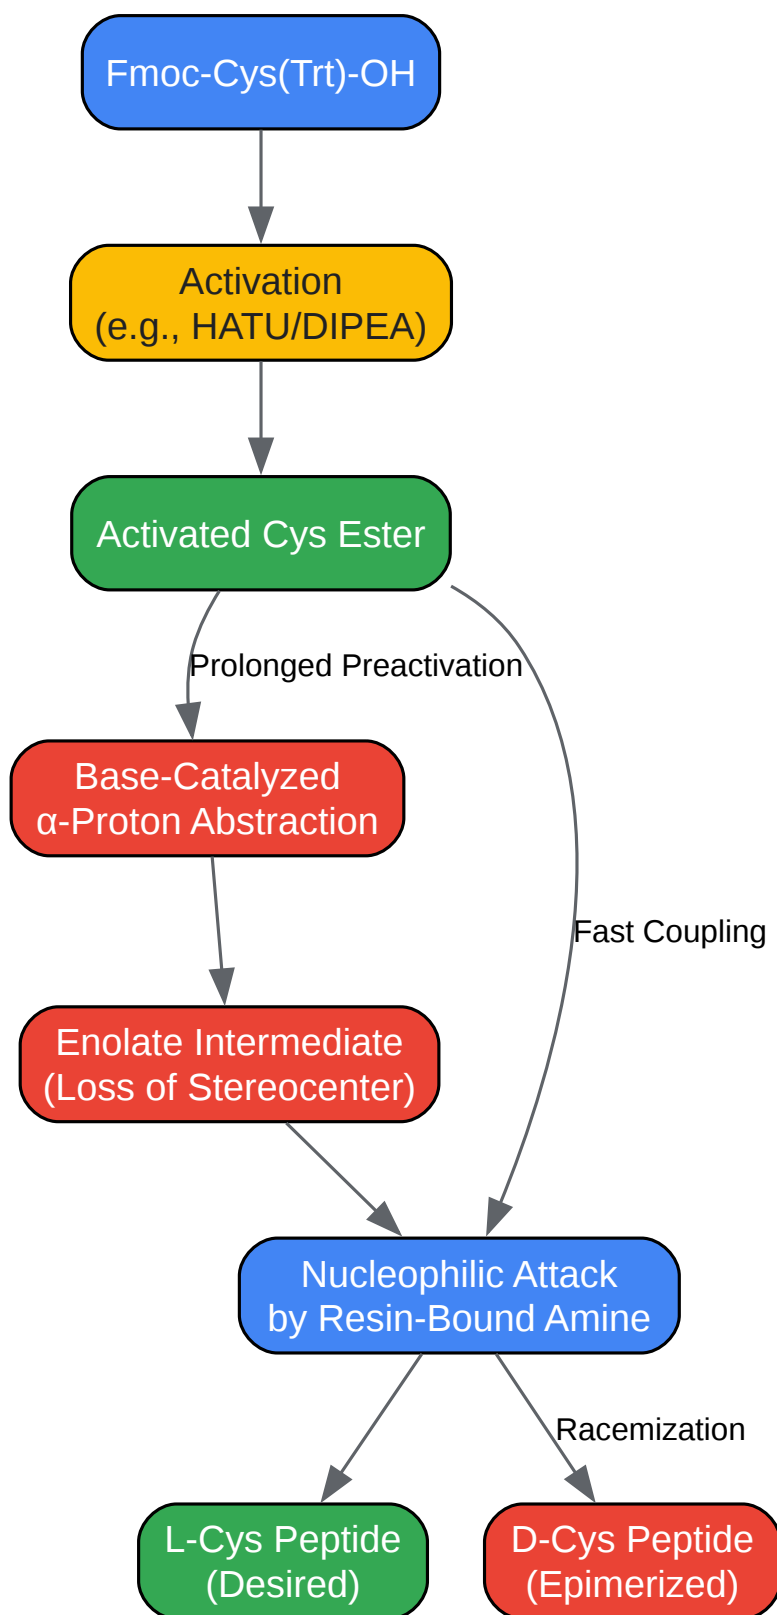 Fmoc-Cys(Trt)-OH
Activation
(e.g., HATU/DIPEA)
Activated Cys Ester
Prolonged Preactivation
Base-Catalyzed
α-Proton Abstraction
Fast Coupling
Enolate Intermediate
(Loss of Stereocenter)
Nucleophilic Attack
by Resin-Bound Amine
Racemization
L-Cys Peptide
(Desired)
D-Cys Peptide
(Epimerized)